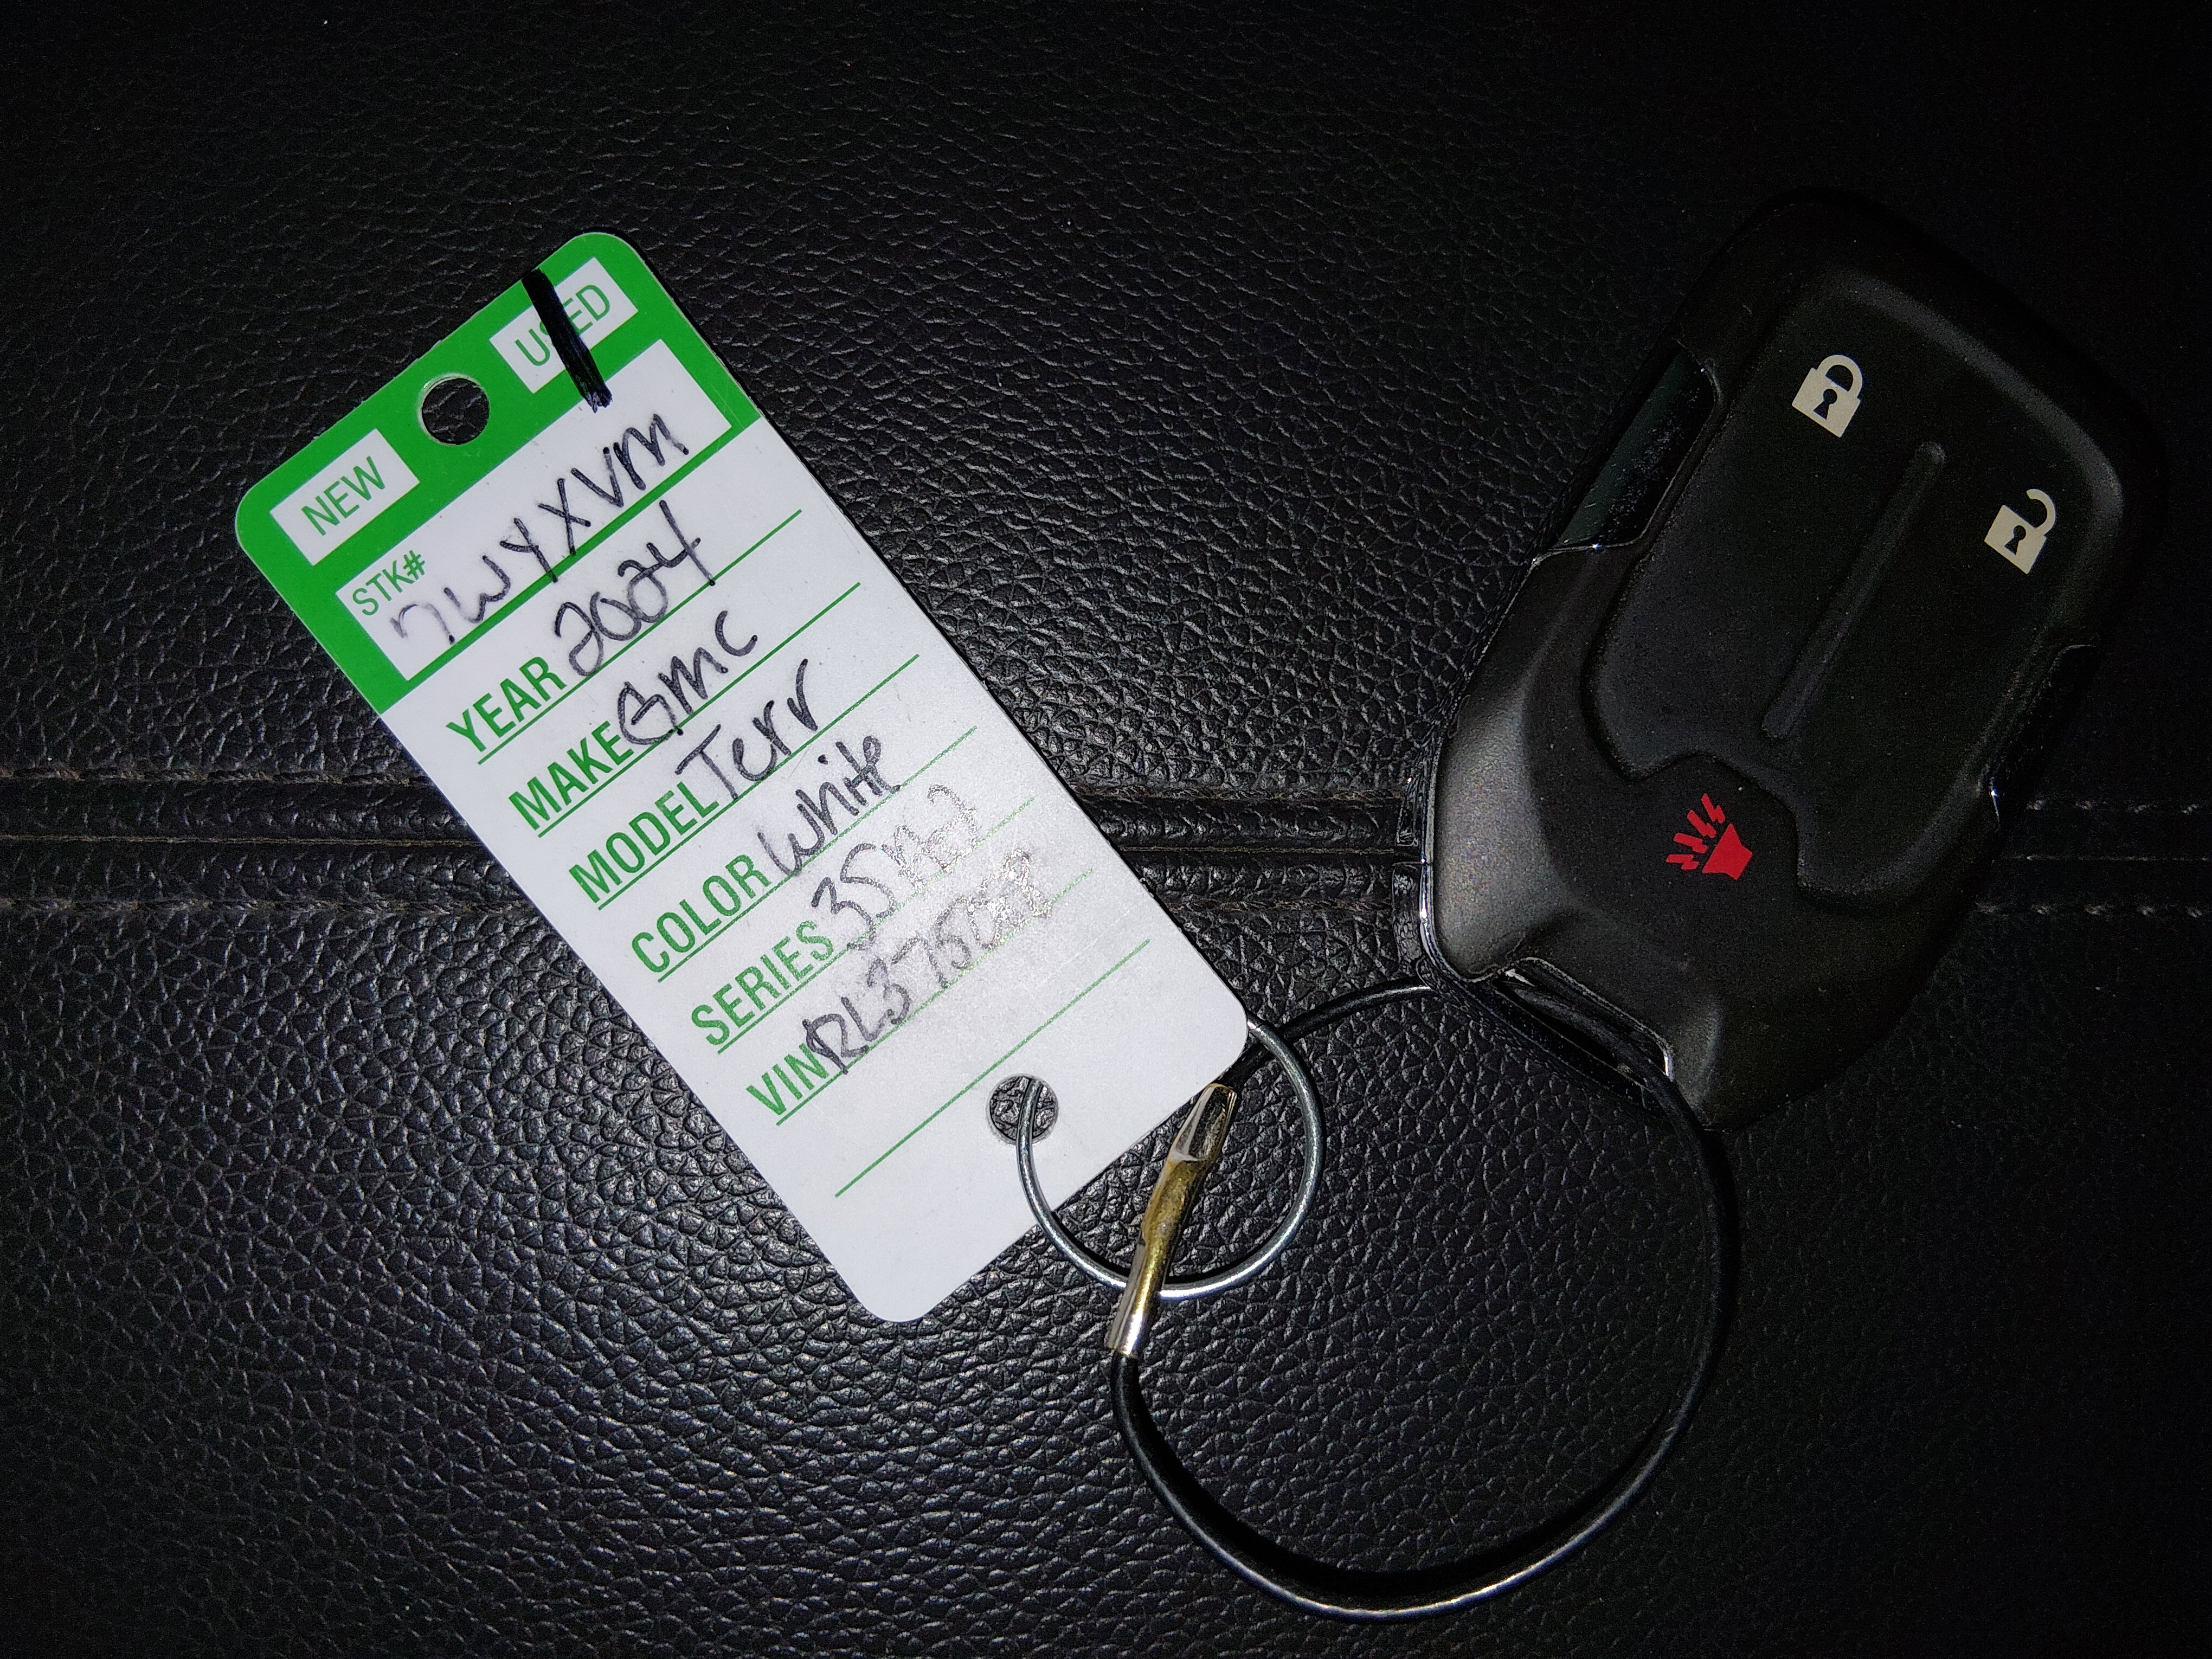 NEW USED
STK#
7WYXVM
YEAR 2024
MAKE GMC
MODEL Terr
COLOR White
SERIES
VIN